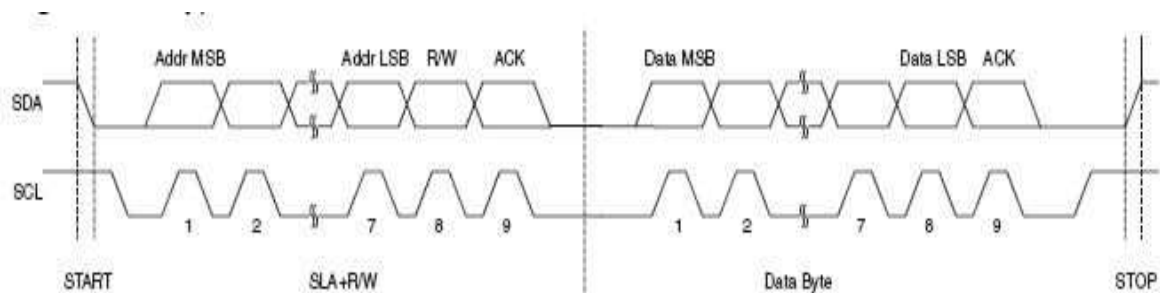 Addr MSB Addr LSB R/W ACK Data MSB Data LSB ACK
SDA
SCL
1 2 7 8 9 1 2 7 8 9
START SLA+R/W Data Byte STOP